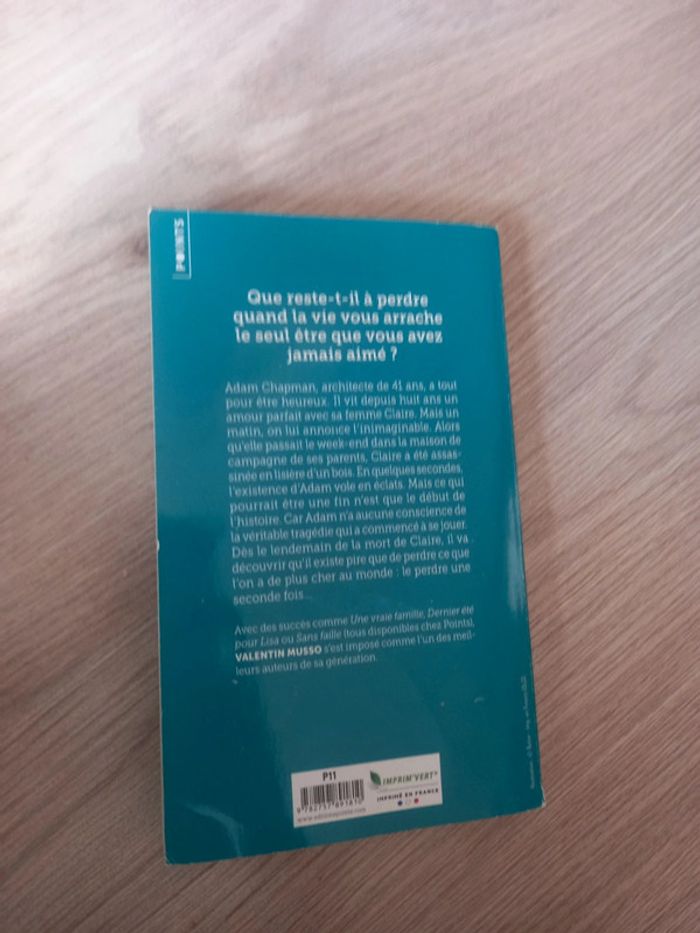 POINTS
Que reste-t-il à perdre
quand la vie vous arrache
le seul être que vous avez
jamais aimé ?
Adam Chapman, architecte de 41 ans, a tout
pour être heureux. Il vit depuis huit ans un
amour parfait avec sa femme Claire. Mais un
matin, on lui annonce l'inimaginable. Alors
qu'elle passait le week-end dans la maison de
campagne de ses parents, Claire a été assas-
sinée en lisière d'un bois. En quelques secondes,
l'existence d'Adam vole en éclats. Mais ce qui
pourrait être une fin n'est que le début de
l'histoire. Car Adam n'a aucune conscience de
la véritable tragédie qui a commencé à se jouer.
Dès le lendemain de la mort de Claire, il va
découvrir qu'il existe pire que de perdre ce que
l'on a de plus cher au monde : le perdre une
seconde fois...
Avec des succès comme Une vraie famille, Dernier été
pour Lisa ou Sans faille (tous disponibles chez Points),
VALENTIN MUSSO s'est imposé comme l'un des meil-
leurs auteurs de sa génération.
P11
9782757891810
www.editionspoints.com
IMPRIM'VERT®
IMPRIMÉ EN FRANCE